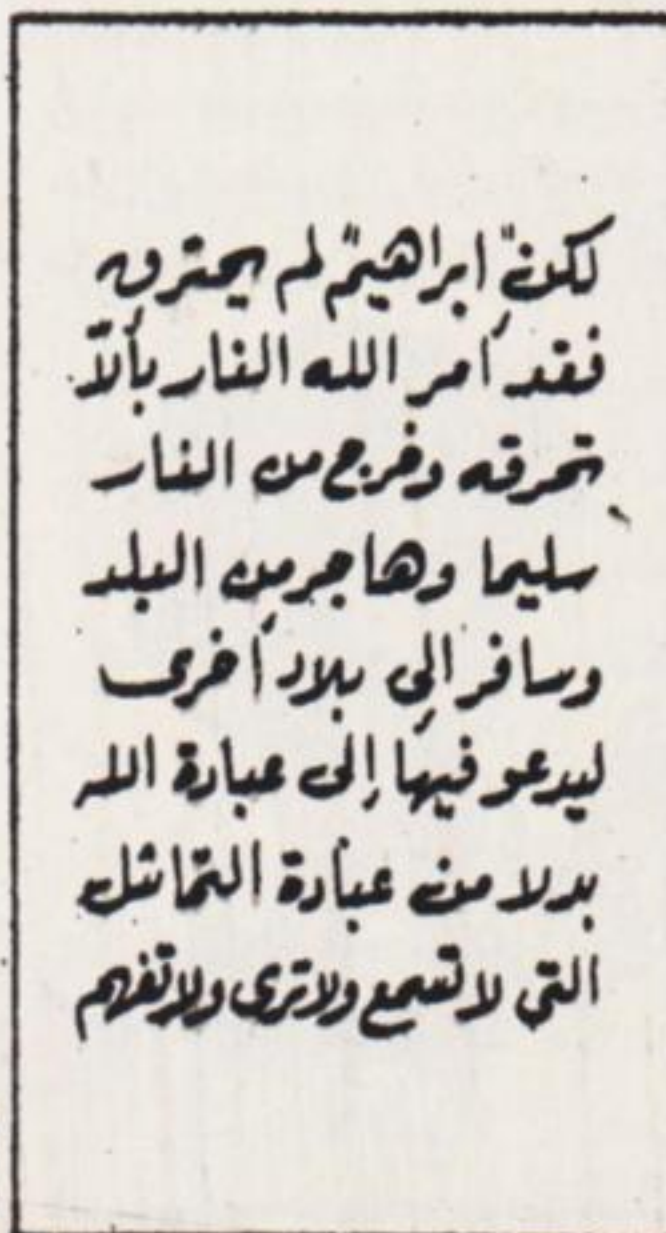 لكن "ابراهيم" لم يحترق
فقد أمر الله النار بألاّ
تحرقه وخرج من النار
سليما وهاجر من البلد
وسافر الى بلاد أخرى
ليدعو فيها إلى عبادة الله
بدلا من عبادة التماثيل
التي لا تسمع ولا ترى ولا تفهم